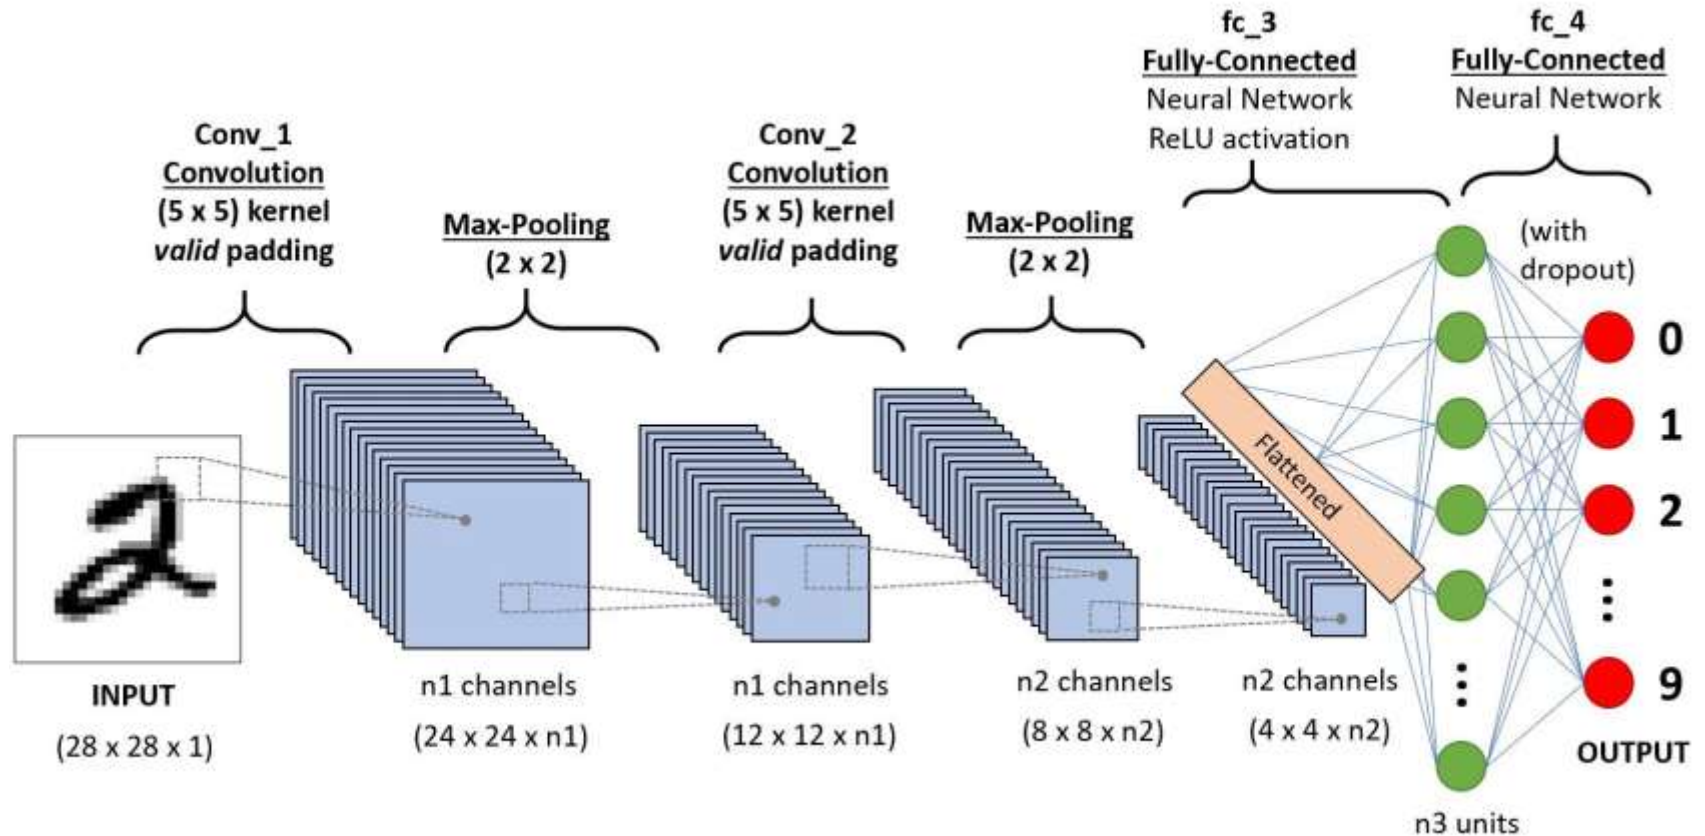 Conv_1
Convolution
(5 x 5) kernel
valid padding
Max-Pooling
(2 x 2)
Conv_2
Convolution
(5 x 5) kernel
valid padding
Max-Pooling
(2 x 2)
fc_3
Fully-Connected
Neural Network
ReLU activation
fc_4
Fully-Connected
Neural Network
(with
dropout)
Flattened
0
1
2
9
OUTPUT
INPUT
(28 x 28 x 1)
n1 channels
(24 x 24 x n1)
n1 channels
(12 x 12 x n1)
n2 channels
(8 x 8 x n2)
n2 channels
(4 x 4 x n2)
n3 units
2